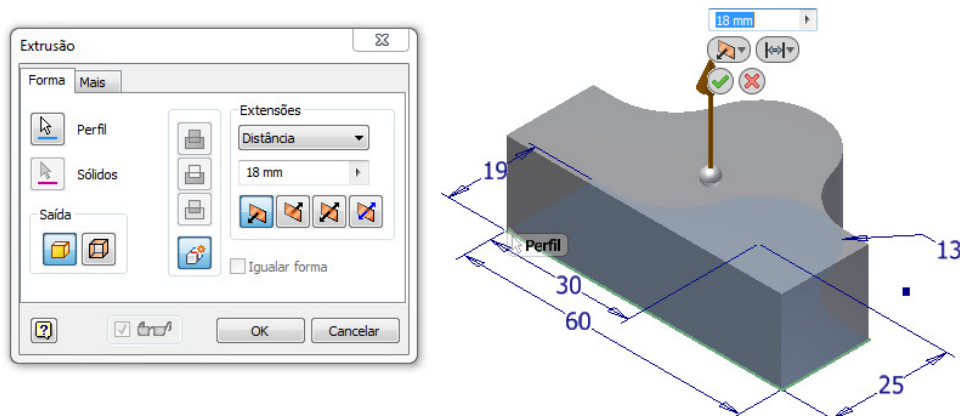 Extrusão
Forma Mais
Perfil
Sólidos
Saída
Extensões
Distância
18 mm
Igualar forma
OK
Cancelar
18 mm
19
Perfil
13
30
60
25